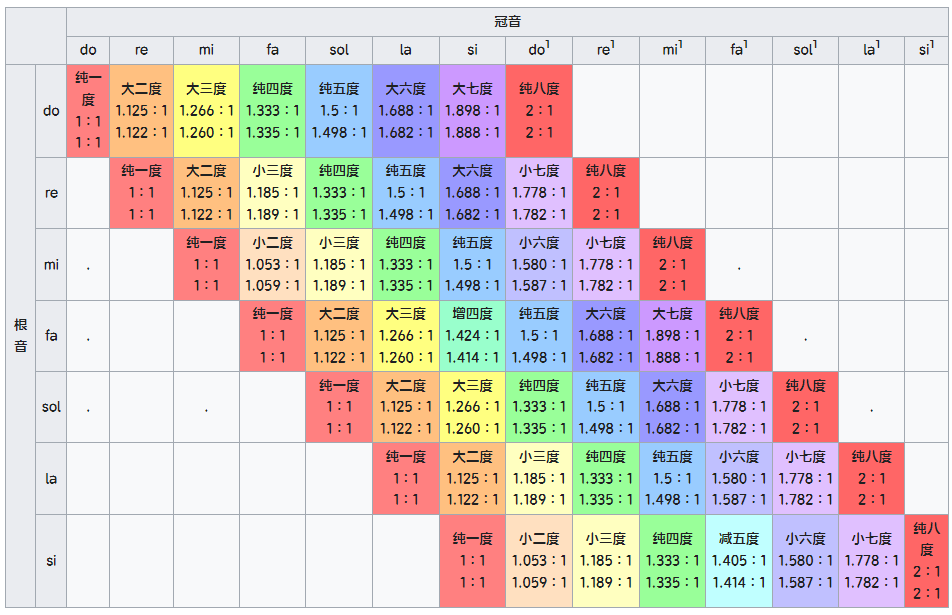 冠音
do re mi fa sol la si do¹ re¹ mi¹ fa¹ sol¹ la¹ si¹
根音
do
纯一度 1：1 1：1
大二度 1.125：1 1.122：1
大三度 1.266：1 1.260：1
纯四度 1.333：1 1.335：1
纯五度 1.5：1 1.498：1
大六度 1.688：1 1.682：1
大七度 1.898：1 1.888：1
纯八度 2：1 2：1
re
纯一度 1：1 1：1
大二度 1.125：1 1.122：1
小三度 1.185：1 1.189：1
纯四度 1.333：1 1.335：1
纯五度 1.5：1 1.498：1
大六度 1.688：1 1.682：1
小七度 1.778：1 1.782：1
纯八度 2：1 2：1
mi
.
纯一度 1：1 1：1
小二度 1.053：1 1.059：1
小三度 1.185：1 1.189：1
纯四度 1.333：1 1.335：1
纯五度 1.5：1 1.498：1
小六度 1.580：1 1.587：1
小七度 1.778：1 1.782：1
纯八度 2：1 2：1
.
fa
.
纯一度 1：1 1：1
大二度 1.125：1 1.122：1
大三度 1.266：1 1.260：1
增四度 1.424：1 1.414：1
纯五度 1.5：1 1.498：1
大六度 1.688：1 1.682：1
大七度 1.898：1 1.888：1
纯八度 2：1 2：1
.
sol
.
.
纯一度 1：1 1：1
大二度 1.125：1 1.122：1
大三度 1.266：1 1.260：1
纯四度 1.333：1 1.335：1
纯五度 1.5：1 1.498：1
大六度 1.688：1 1.682：1
小七度 1.778：1 1.782：1
纯八度 2：1 2：1
.
la
纯一度 1：1 1：1
大二度 1.125：1 1.122：1
小三度 1.185：1 1.189：1
纯四度 1.333：1 1.335：1
纯五度 1.5：1 1.498：1
小六度 1.580：1 1.587：1
小七度 1.778：1 1.782：1
纯八度 2：1 2：1
si
纯一度 1：1 1：1
小二度 1.053：1 1.059：1
小三度 1.185：1 1.189：1
纯四度 1.333：1 1.335：1
减五度 1.405：1 1.414：1
小六度 1.580：1 1.587：1
小七度 1.778：1 1.782：1
纯八度 2：1 2：1